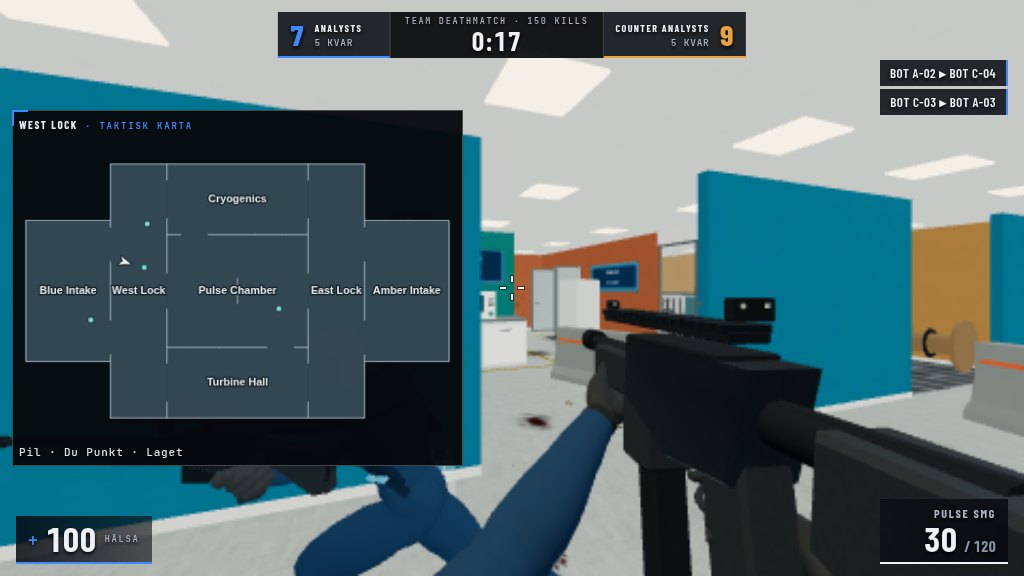 7 ANALYSTS
5 KVAR
TEAM DEATHMATCH · 150 KILLS
0:17
COUNTER ANALYSTS 9
5 KVAR
BOT A-02 ▶ BOT C-04
BOT C-03 ▶ BOT A-03
WEST LOCK · TAKTISK KARTA
Cryogenics
Blue Intake
West Lock
Pulse Chamber
East Lock
Amber Intake
Turbine Hall
Pil · Du Punkt · Laget
+ 100 HÄLSA
PULSE SMG
30 / 120